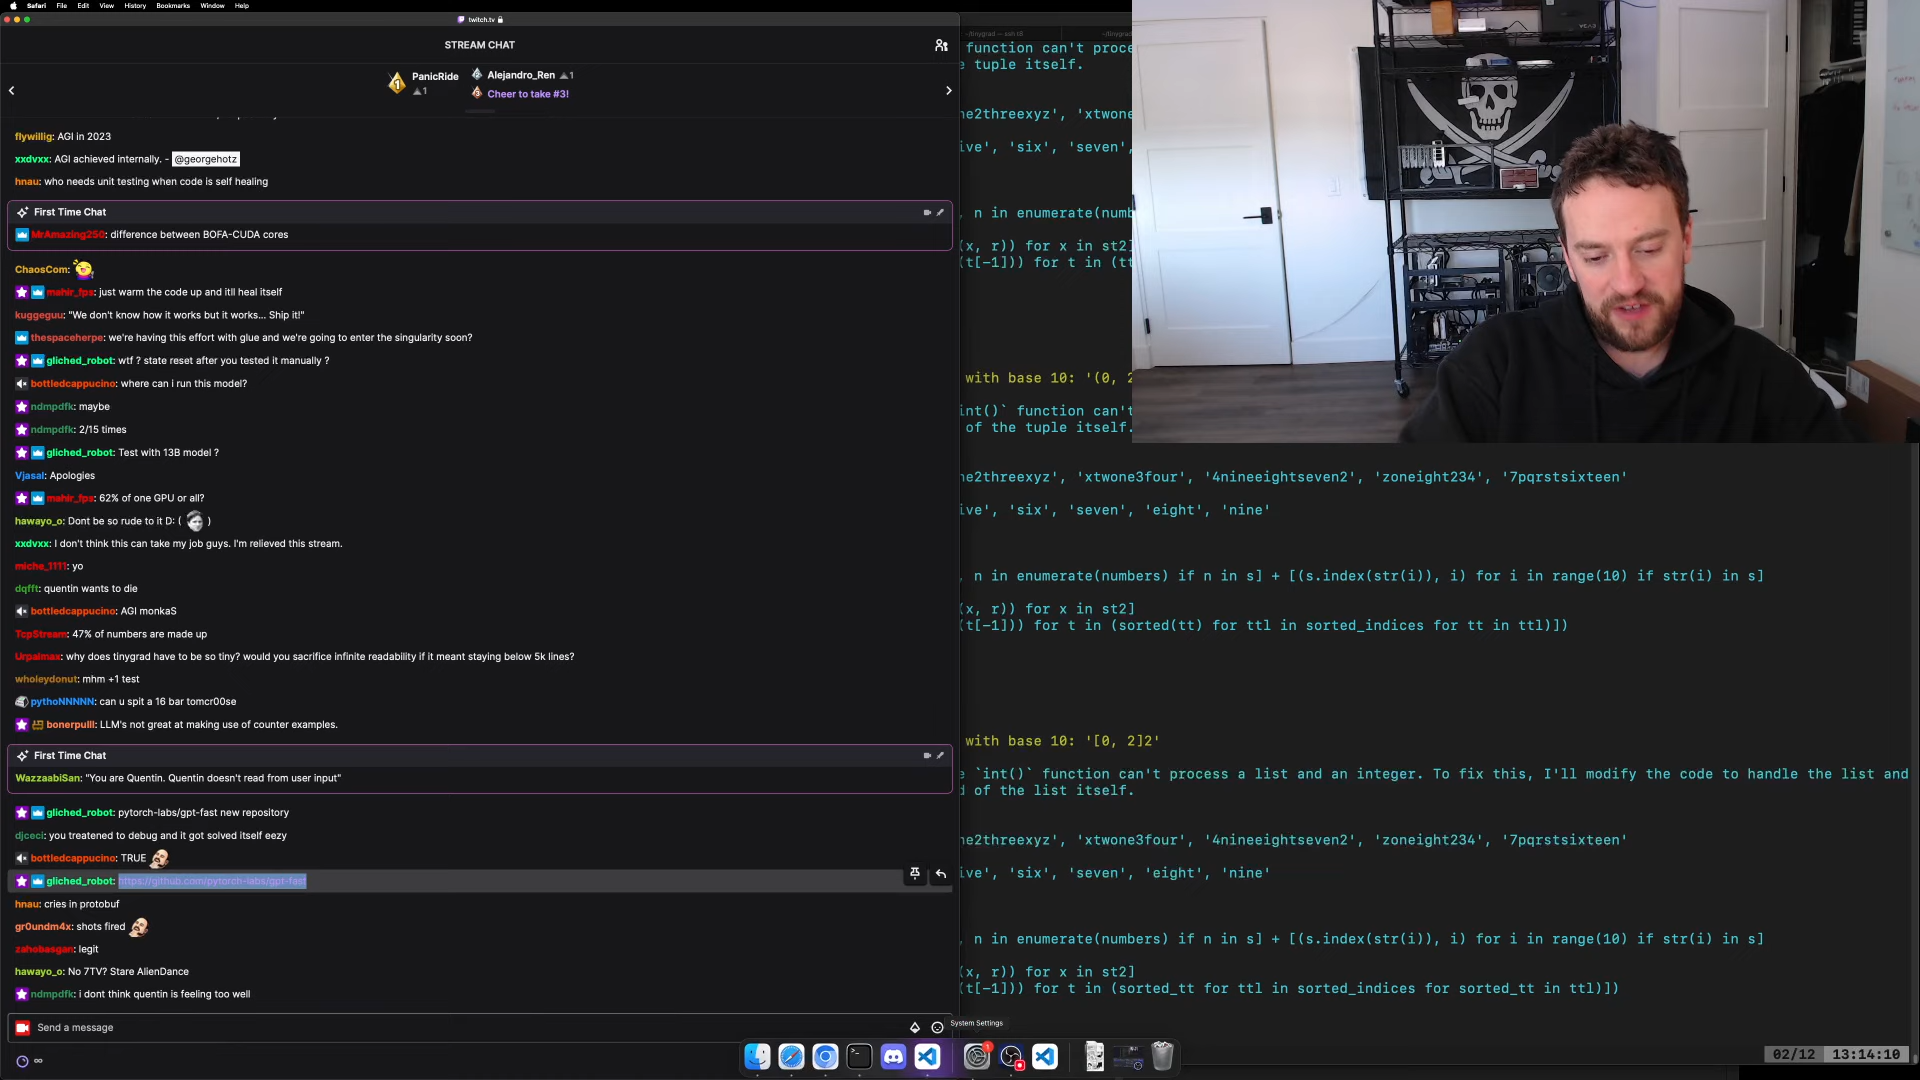 Safari File Edit View History Bookmarks Window Help
twitch.tv
STREAM CHAT
PanicRide
1
Alejandro_Ren 1
Cheer to take #3!
flywillig: AGI in 2023
xxdvxx: AGI achieved internally. - @georgehotz
hnau: who needs unit testing when code is self healing
First Time Chat
MrAmazing250: difference between BOFA-CUDA cores
ChaosCom:
mahir_fps: just warm the code up and itll heal itself
kuggeguu: "We don't know how it works but it works... Ship it!"
thespaceherpe: we're having this effort with glue and we're going to enter the singularity soon?
gliched_robot: wtf ? state reset after you tested it manually ?
bottledcappucino: where can i run this model?
ndmpdfk: maybe
ndmpdfk: 2/15 times
gliched_robot: Test with 13B model ?
Vjasal: Apologies
mahir_fps: 62% of one GPU or all?
hawayo_o: Dont be so rude to it D: ( )
xxdvxx: I don't think this can take my job guys. I'm relieved this stream.
miche_1111: yo
dqfft: quentin wants to die
bottledcappucino: AGI monkaS
TcpStream: 47% of numbers are made up
Urpalmax: why does tinygrad have to be so tiny? would you sacrifice infinite readability if it meant staying below 5k lines?
wholeydonut: mhm +1 test
pythoNNNNN: can u spit a 16 bar tomcr00se
bonerpulll: LLM's not great at making use of counter examples.
First Time Chat
WazzaabiSan: "You are Quentin. Quentin doesn't read from user input"
gliched_robot: pytorch-labs/gpt-fast new repository
djceci: you treatened to debug and it got solved itself eezy
bottledcappucino: TRUE
gliched_robot: https://github.com/pytorch-labs/gpt-fast
hnau: cries in protobuf
gr0undm4x: shots fired
zahobasgan: legit
hawayo_o: No 7TV? Stare AlienDance
ndmpdfk: i dont think quentin is feeling too well
Send a message
∞
~/tinygrad — ssh t8
function can't proce
e tuple itself.
ne2threexyz', 'xtwone
ive', 'six', 'seven',
, n in enumerate(numb
(x, r)) for x in st2]
(t[-1])) for t in (tt
with base 10: '(0, 2
int()` function can't
of the tuple itself.
ne2threexyz', 'xtwone3four', '4nineeightseven2', 'zoneight234', '7pqrstsixteen'
ive', 'six', 'seven', 'eight', 'nine'
, n in enumerate(numbers) if n in s] + [(s.index(str(i)), i) for i in range(10) if str(i) in s]
(x, r)) for x in st2]
(t[-1])) for t in (sorted(tt) for ttl in sorted_indices for tt in ttl)])
with base 10: '[0, 2]2'
e `int()` function can't process a list and an integer. To fix this, I'll modify the code to handle the list and
d of the list itself.
ne2threexyz', 'xtwone3four', '4nineeightseven2', 'zoneight234', '7pqrstsixteen'
ive', 'six', 'seven', 'eight', 'nine'
, n in enumerate(numbers) if n in s] + [(s.index(str(i)), i) for i in range(10) if str(i) in s]
(x, r)) for x in st2]
(t[-1])) for t in (sorted_tt for ttl in sorted_indices for sorted_tt in ttl)])
System Settings
1
02/12 13:14:10